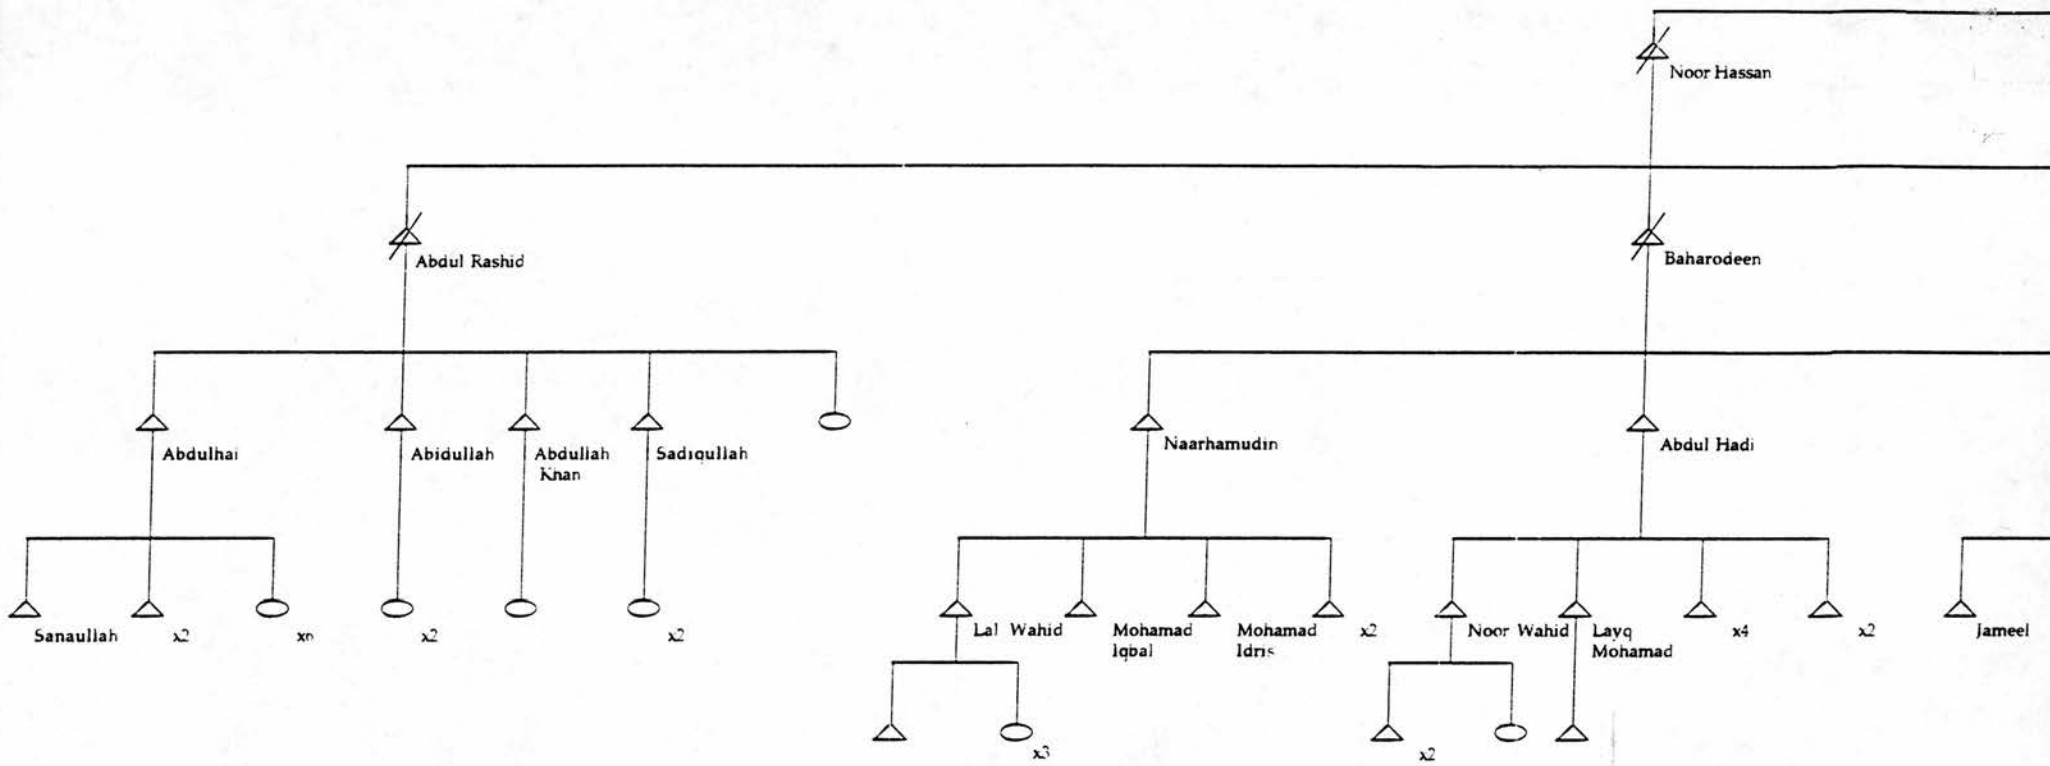 Noor Hassan
Abdul Rashid
Baharodeen
Abdulhai
Abidullah
Abdullah
Khan
Sadiqullah
Naarhamudin
Abdul Hadi
Sanaullah
x2
x6
x2
x2
Lal Wahid
Mohamad
Iqbal
Mohamad
Idris
x2
Noor Wahid
Layq
Mohamad
x4
x2
Jameel
x3
x2